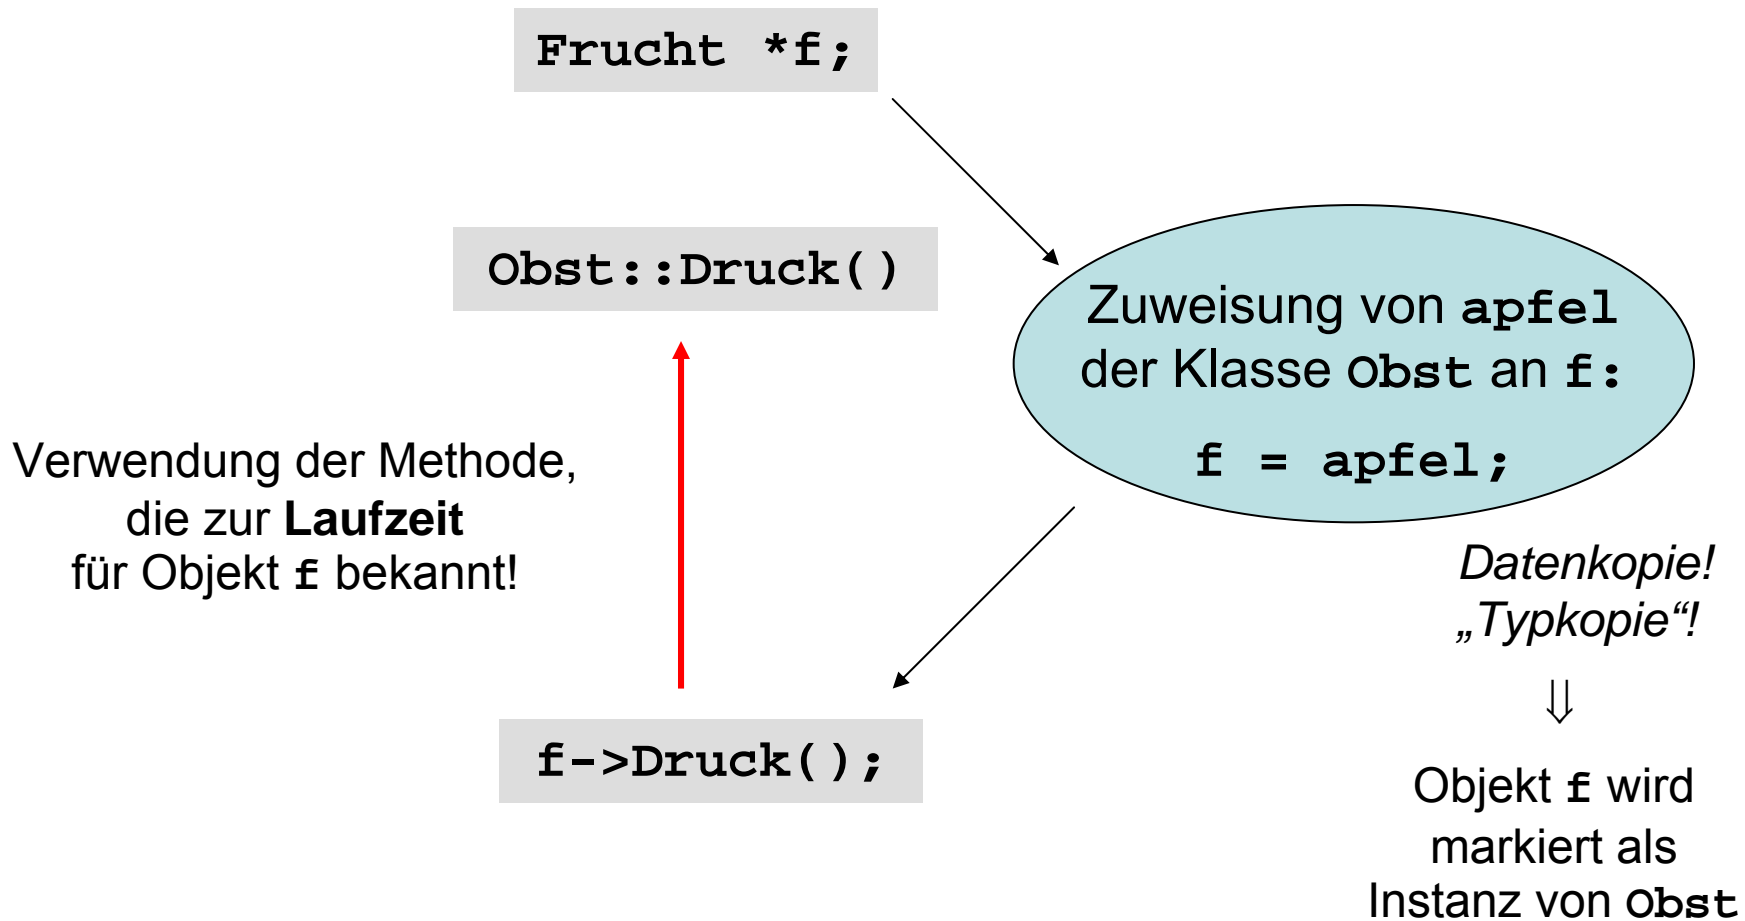 Frucht *f;
Obst::Druck()
Zuweisung von apfel
der Klasse Obst an f:
f = apfel;
Verwendung der Methode,
die zur Laufzeit
für Objekt f bekannt!
Datenkopie!
„Typkopie“!
⇓
f->Druck();
Objekt f wird
markiert als
Instanz von Obst